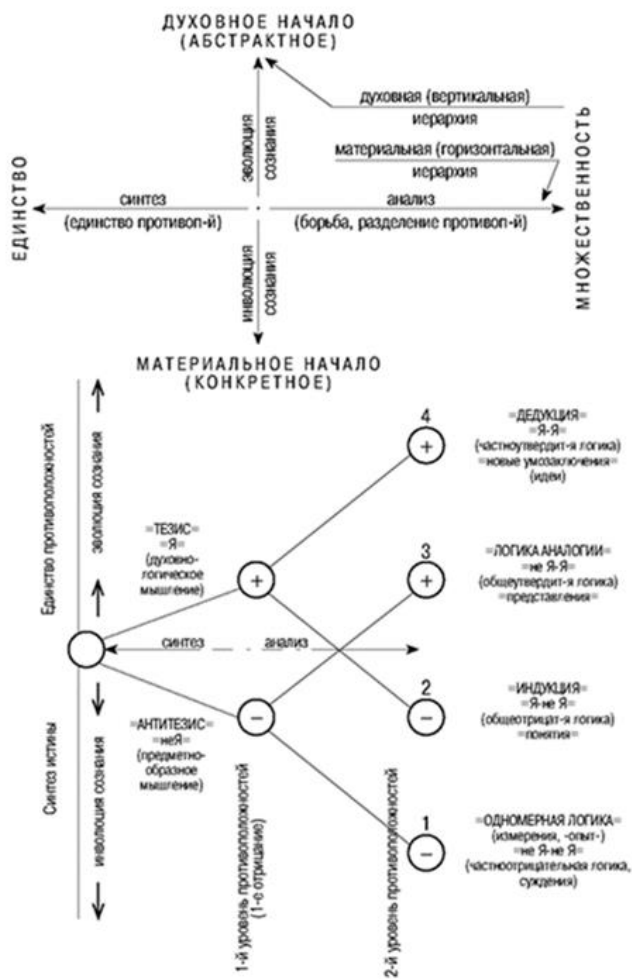 ДУХОВНОЕ НАЧАЛО
(АБСТРАКТНОЕ)
духовная (вертикальная)
иерархия
материальная (горизонтальная)
иерархия
ЕДИНСТВО
МНОЖЕСТВЕННОСТЬ
эволюция
сознания
синтез
(единство противоп-й)
анализ
(борьба, разделение противоп-й)
инволюция
сознания
МАТЕРИАЛЬНОЕ НАЧАЛО
(КОНКРЕТНОЕ)
Единство противоположностей
эволюция сознания
4
+
=ДЕДУКЦИЯ=
=Я-Я=
(частноутвердит-я логика)
=новые умозаключения=
(идеи)
=ТЕЗИС=
=Я=
(духовно-
логическое
мышление)
+
3
+
=ЛОГИКА АНАЛОГИИ=
=не Я-Я=
(общеутвердит-я логика)
=представления=
синтез
анализ
Синтез истины
инволюция сознания
=АНТИТЕЗИС=
=неЯ=
(предметно-
образное
мышление)
−
2
−
=ИНДУКЦИЯ=
=Я-не Я=
(общеотрицат-я логика)
=понятия=
1
−
=ОДНОМЕРНАЯ ЛОГИКА=
(измерения, -опыт-)
=не Я-не Я=
(частноотрицательная логика,
суждения)
1-й уровень противоположностей
(1-е отрицание)
2-й уровень противоположностей